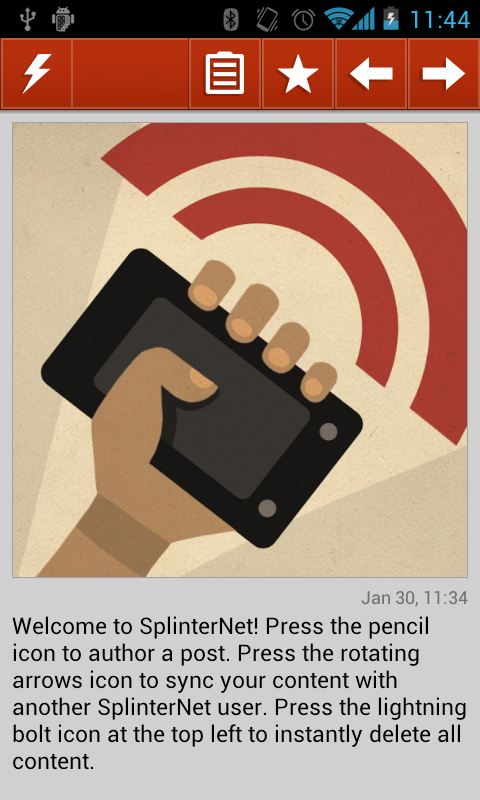 11:44
Jan 30, 11:34
Welcome to SplinterNet! Press the pencil
icon to author a post. Press the rotating
arrows icon to sync your content with
another SplinterNet user. Press the lightning
bolt icon at the top left to instantly delete all
content.